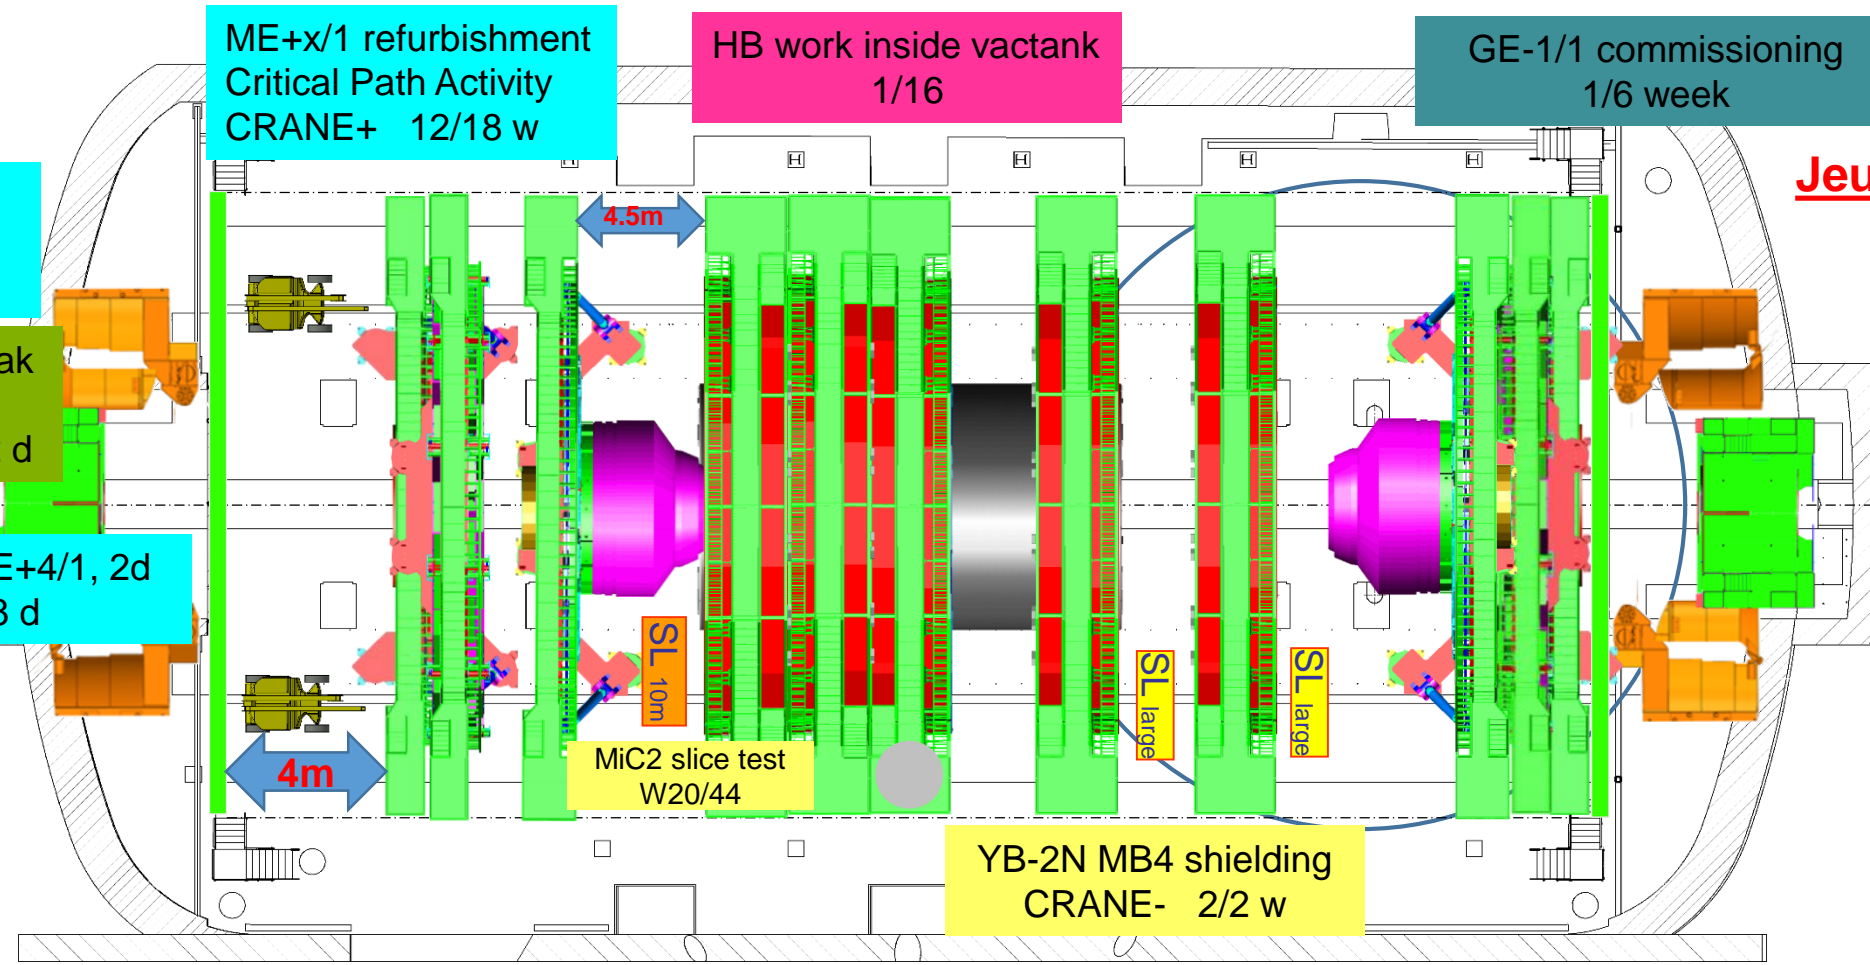 ME+x/1 refurbishment
Critical Path Activity
CRANE+ 12/18 w
HB work inside vactank
1/16
GE-1/1 commissioning
1/6 week
Jeu
H
H
H
H
4.5m
ak
d
E+4/1, 2d
3 d
SL 10m
SL large
SL large
4m
MiC2 slice test
W20/44
YB-2N MB4 shielding
CRANE- 2/2 w